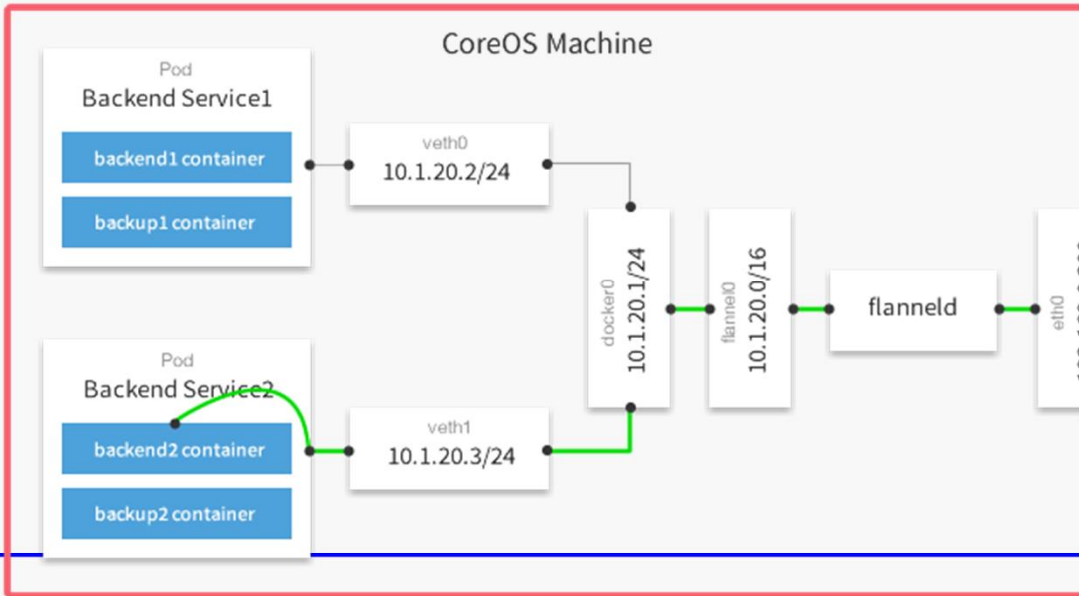 CoreOS Machine
Pod
Backend Service1
backend1 container
backup1 container
veth0
10.1.20.2/24
docker0
10.1.20.1/24
flannel0
10.1.20.0/16
flanneld
eth0
Pod
Backend Service2
backend2 container
backup2 container
veth1
10.1.20.3/24